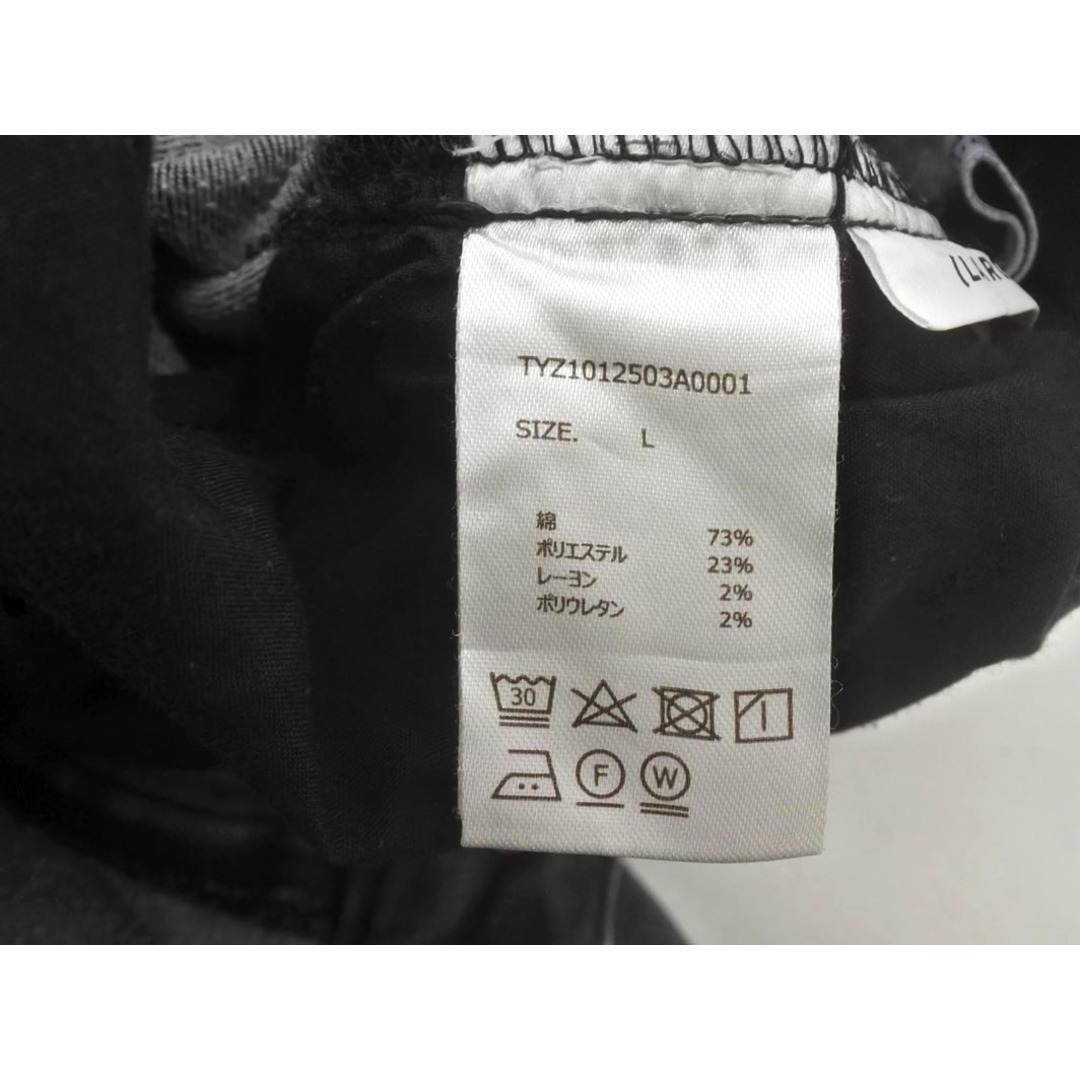 (LAR
TYZ1012503A0001
SIZE. L
綿 73%
ポリエステル 23%
レーヨン 2%
ポリウレタン 2%
30
F W